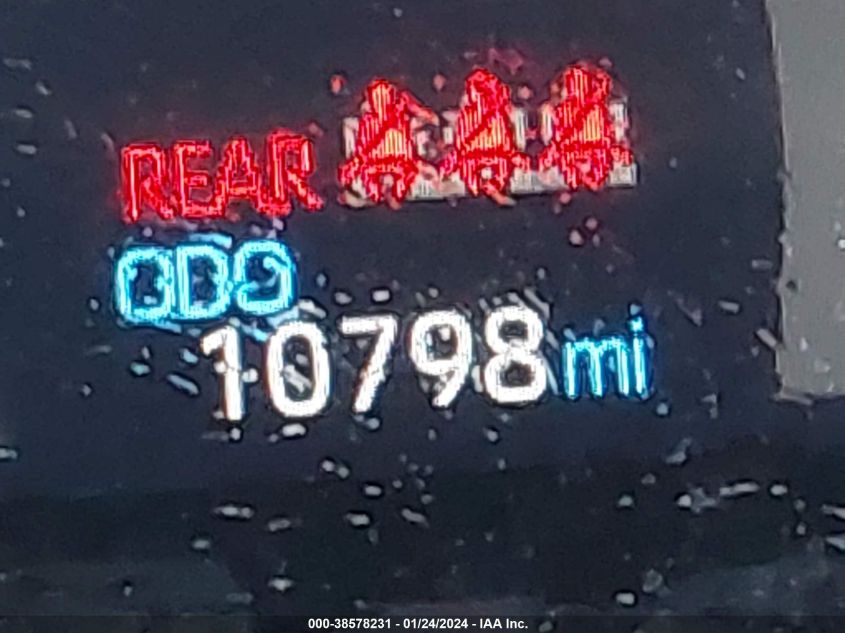 REAR
ODO
10798 mi
000-38578231 - 01/24/2024 - IAA Inc.